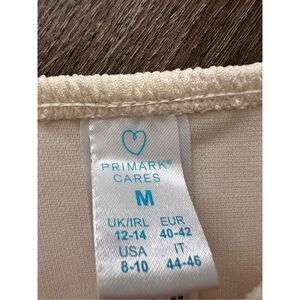 PRIMARK®
CARES
M
UK/IRL EUR
12-14 40-42
USA IT
8-10 44-46